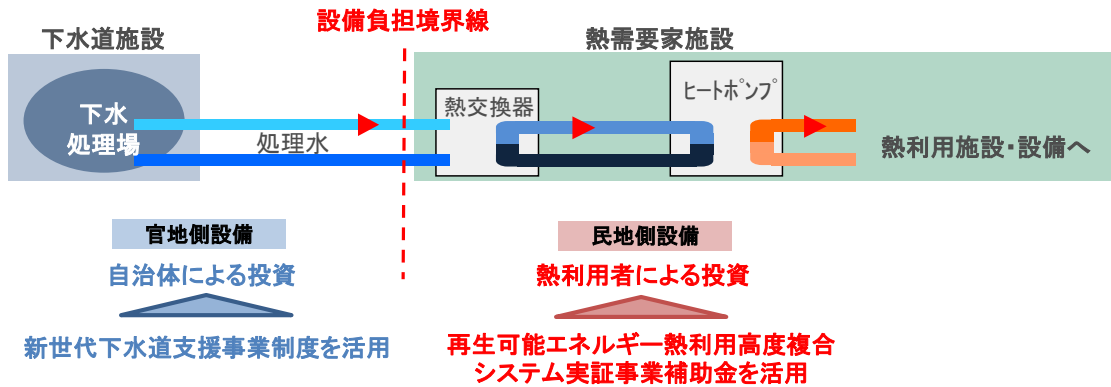 設備負担境界線
下水道施設
熱需要家施設
下水
処理場
処理水
熱交換器
ヒートポンプ
熱利用施設・設備へ
官地側設備
民地側設備
自治体による投資
熱利用者による投資
新世代下水道支援事業制度を活用
再生可能エネルギー熱利用高度複合
システム実証事業補助金を活用